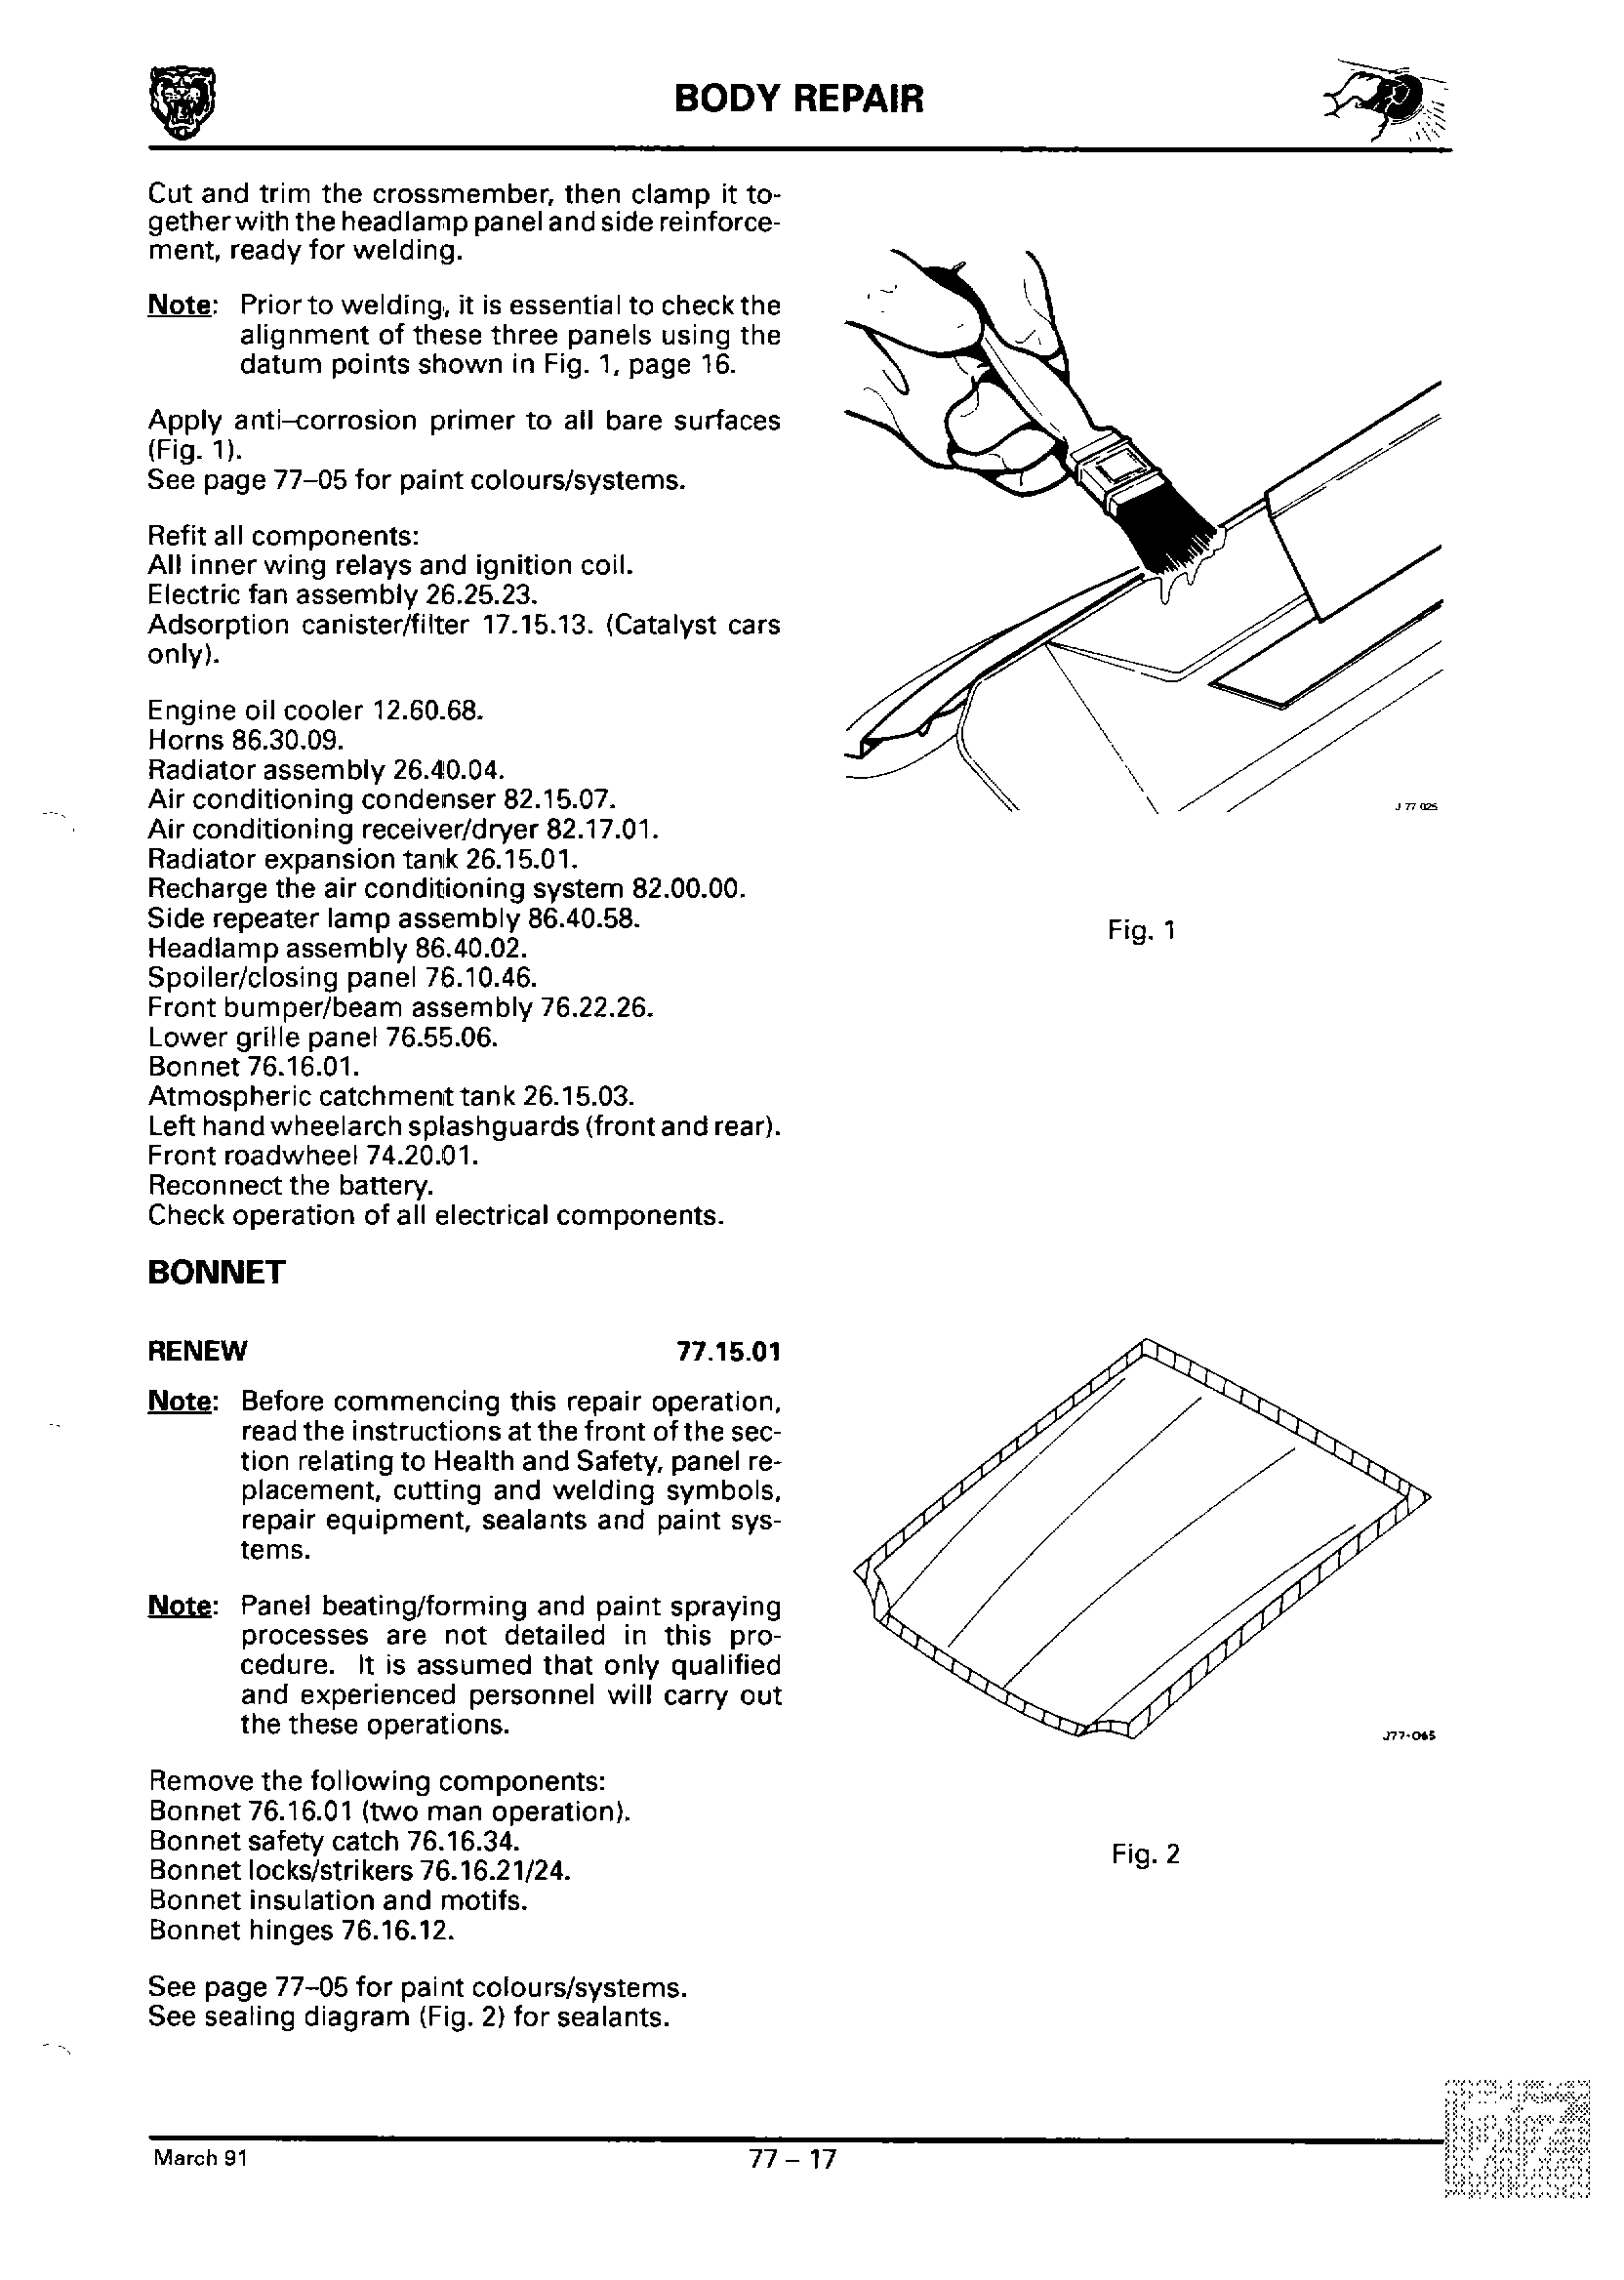 BODY REPAIR
Cut and trim the crossmember, then clamp it to-
gether with the headlamp panel and side reinforce-
ment, ready for welding.
Note: Prior to welding, it is essential to check the
alignment of these three panels using the
datum points shown in Fig. 1, page 16.
Apply anti–corrosion primer to all bare surfaces
(Fig. 1).
See page 77–05 for paint colours/systems.
Refit all components:
All inner wing relays and ignition coil.
Electric fan assembly 26.25.23.
Adsorption canister/filter 17.15.13. (Catalyst cars
only).
Engine oil cooler 12.60.68.
Horns 86.30.09.
Radiator assembly 26.40.04.
Air conditioning condenser 82.15.07.
Air conditioning receiver/dryer 82.17.01.
Radiator expansion tank 26.15.01.
Recharge the air conditioning system 82.00.00.
Side repeater lamp assembly 86.40.58.
Headlamp assembly 86.40.02.
Spoiler/closing panel 76.10.46.
Front bumper/beam assembly 76.22.26.
Lower grille panel 76.55.06.
Bonnet 76.16.01.
Atmospheric catchment tank 26.15.03.
Left hand wheelarch splashguards (front and rear).
Front roadwheel 74.20.01.
Reconnect the battery.
Check operation of all electrical components.
BONNET
RENEW 77.15.01
Note: Before commencing this repair operation,
read the instructions at the front of the sec-
tion relating to Health and Safety, panel re-
placement, cutting and welding symbols,
repair equipment, sealants and paint sys-
tems.
Note: Panel beating/forming and paint spraying
processes are not detailed in this pro-
cedure. It is assumed that only qualified
and experienced personnel will carry out
the these operations.
Remove the following components:
Bonnet 76.16.01 (two man operation).
Bonnet safety catch 76.16.34.
Bonnet locks/strikers 76.16.21/24.
Bonnet insulation and motifs.
Bonnet hinges 76.16.12.
See page 77–05 for paint colours/systems.
See sealing diagram (Fig. 2) for sealants.
J 77 025
Fig. 1
J77-065
Fig. 2
March 91
77 – 17
77